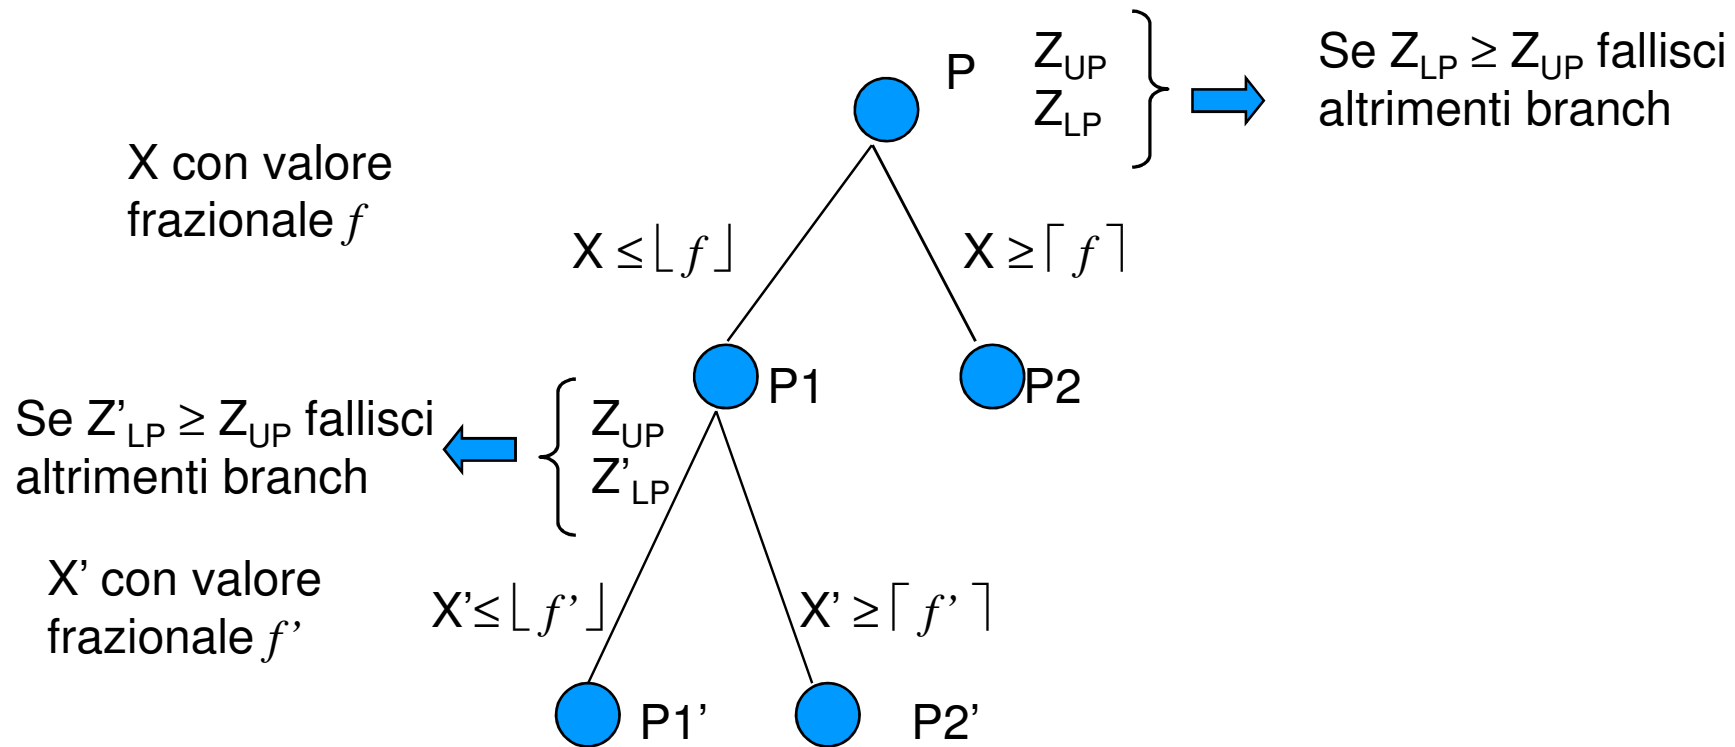 P
Z_UP
Z_LP
Se Z_LP ≥ Z_UP fallisci
altrimenti branch
X con valore
frazionale f
X ≤ ⌊ f ⌋
X ≥ ⌈ f ⌉
P1
P2
Se Z'_LP ≥ Z_UP fallisci
altrimenti branch
Z_UP
Z'_LP
X' con valore
frazionale f'
X'≤ ⌊ f' ⌋
X' ≥ ⌈ f' ⌉
P1'
P2'